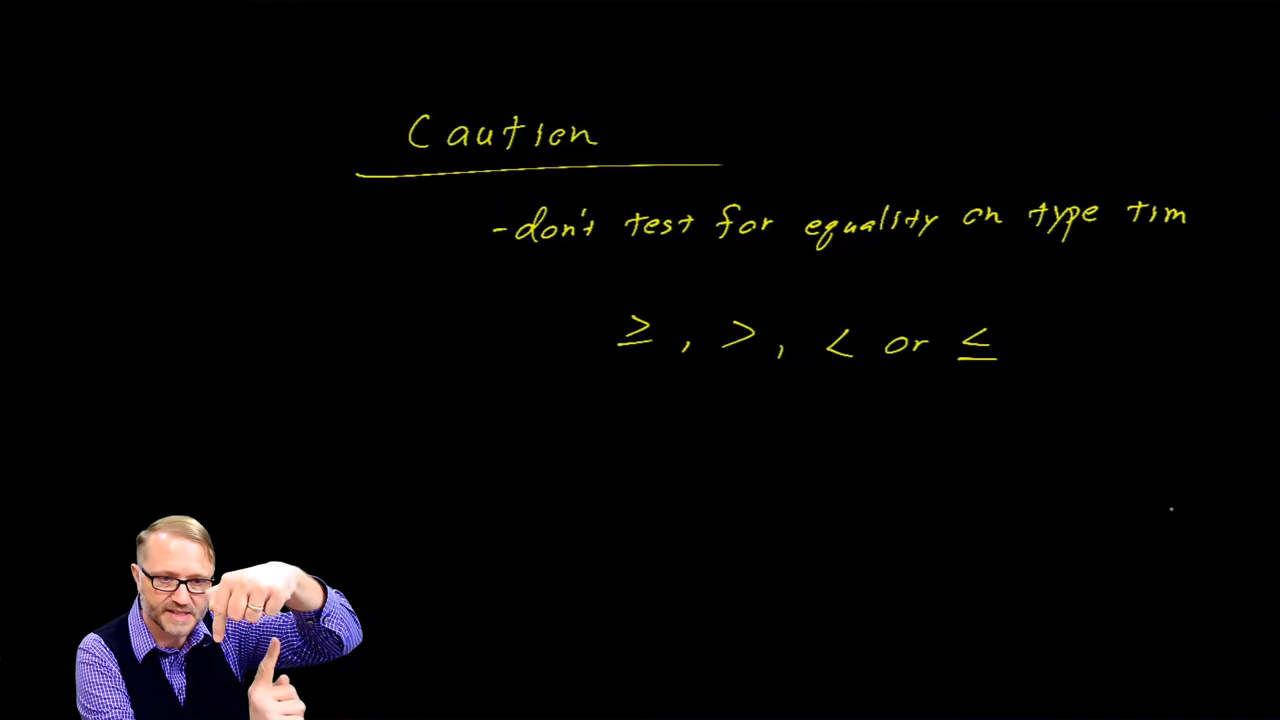 Caution
-don't test for equality on type tim
≥ , > , < or ≤